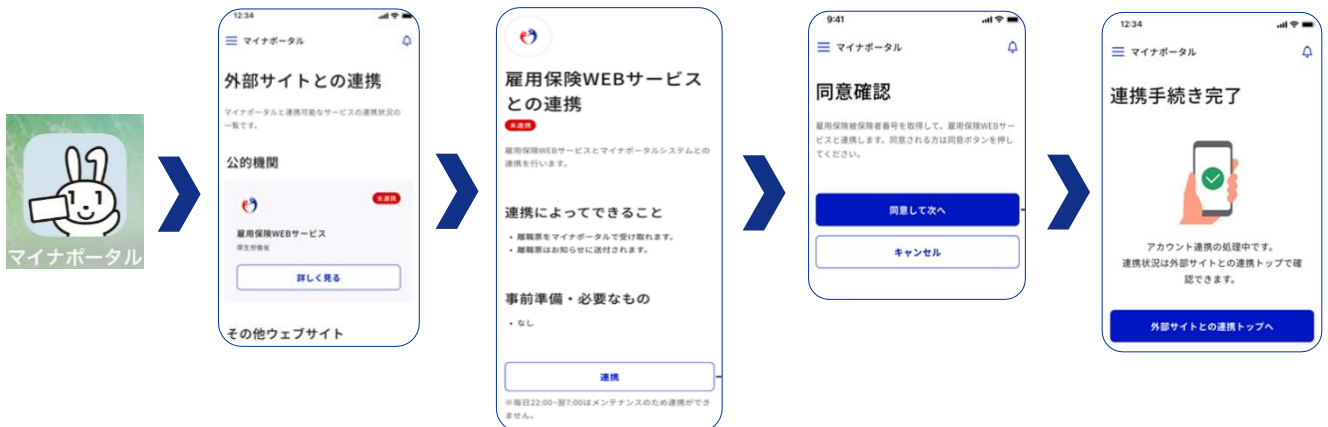 マイナポータル
12:34
マイナポータル
外部サイトとの連携
マイナポータルと連携可能なサービスの連携状況の
一覧です。
公的機関
未連携
雇用保険WEBサービス
厚生労働省
詳しく見る
その他ウェブサイト
雇用保険WEBサービス
との連携
未連携
雇用保険WEBサービスとマイナポータルシステムとの
連携を行います。
連携によってできること
・離職票をマイナポータルで受け取れます。
・離職票はお知らせに送付されます。
事前準備・必要なもの
・なし
連携
※毎日22:00~翌7:00はメンテナンスのため連携ができ
ません。
9:41
マイナポータル
同意確認
雇用保険被保険者番号を取得して、雇用保険WEBサー
ビスと連携します。同意される方は同意ボタンを押し
てください。
同意して次へ
キャンセル
12:34
マイナポータル
連携手続き完了
アカウント連携の処理中です。
連携状況は外部サイトとの連携トップで確
認できます。
外部サイトとの連携トップへ